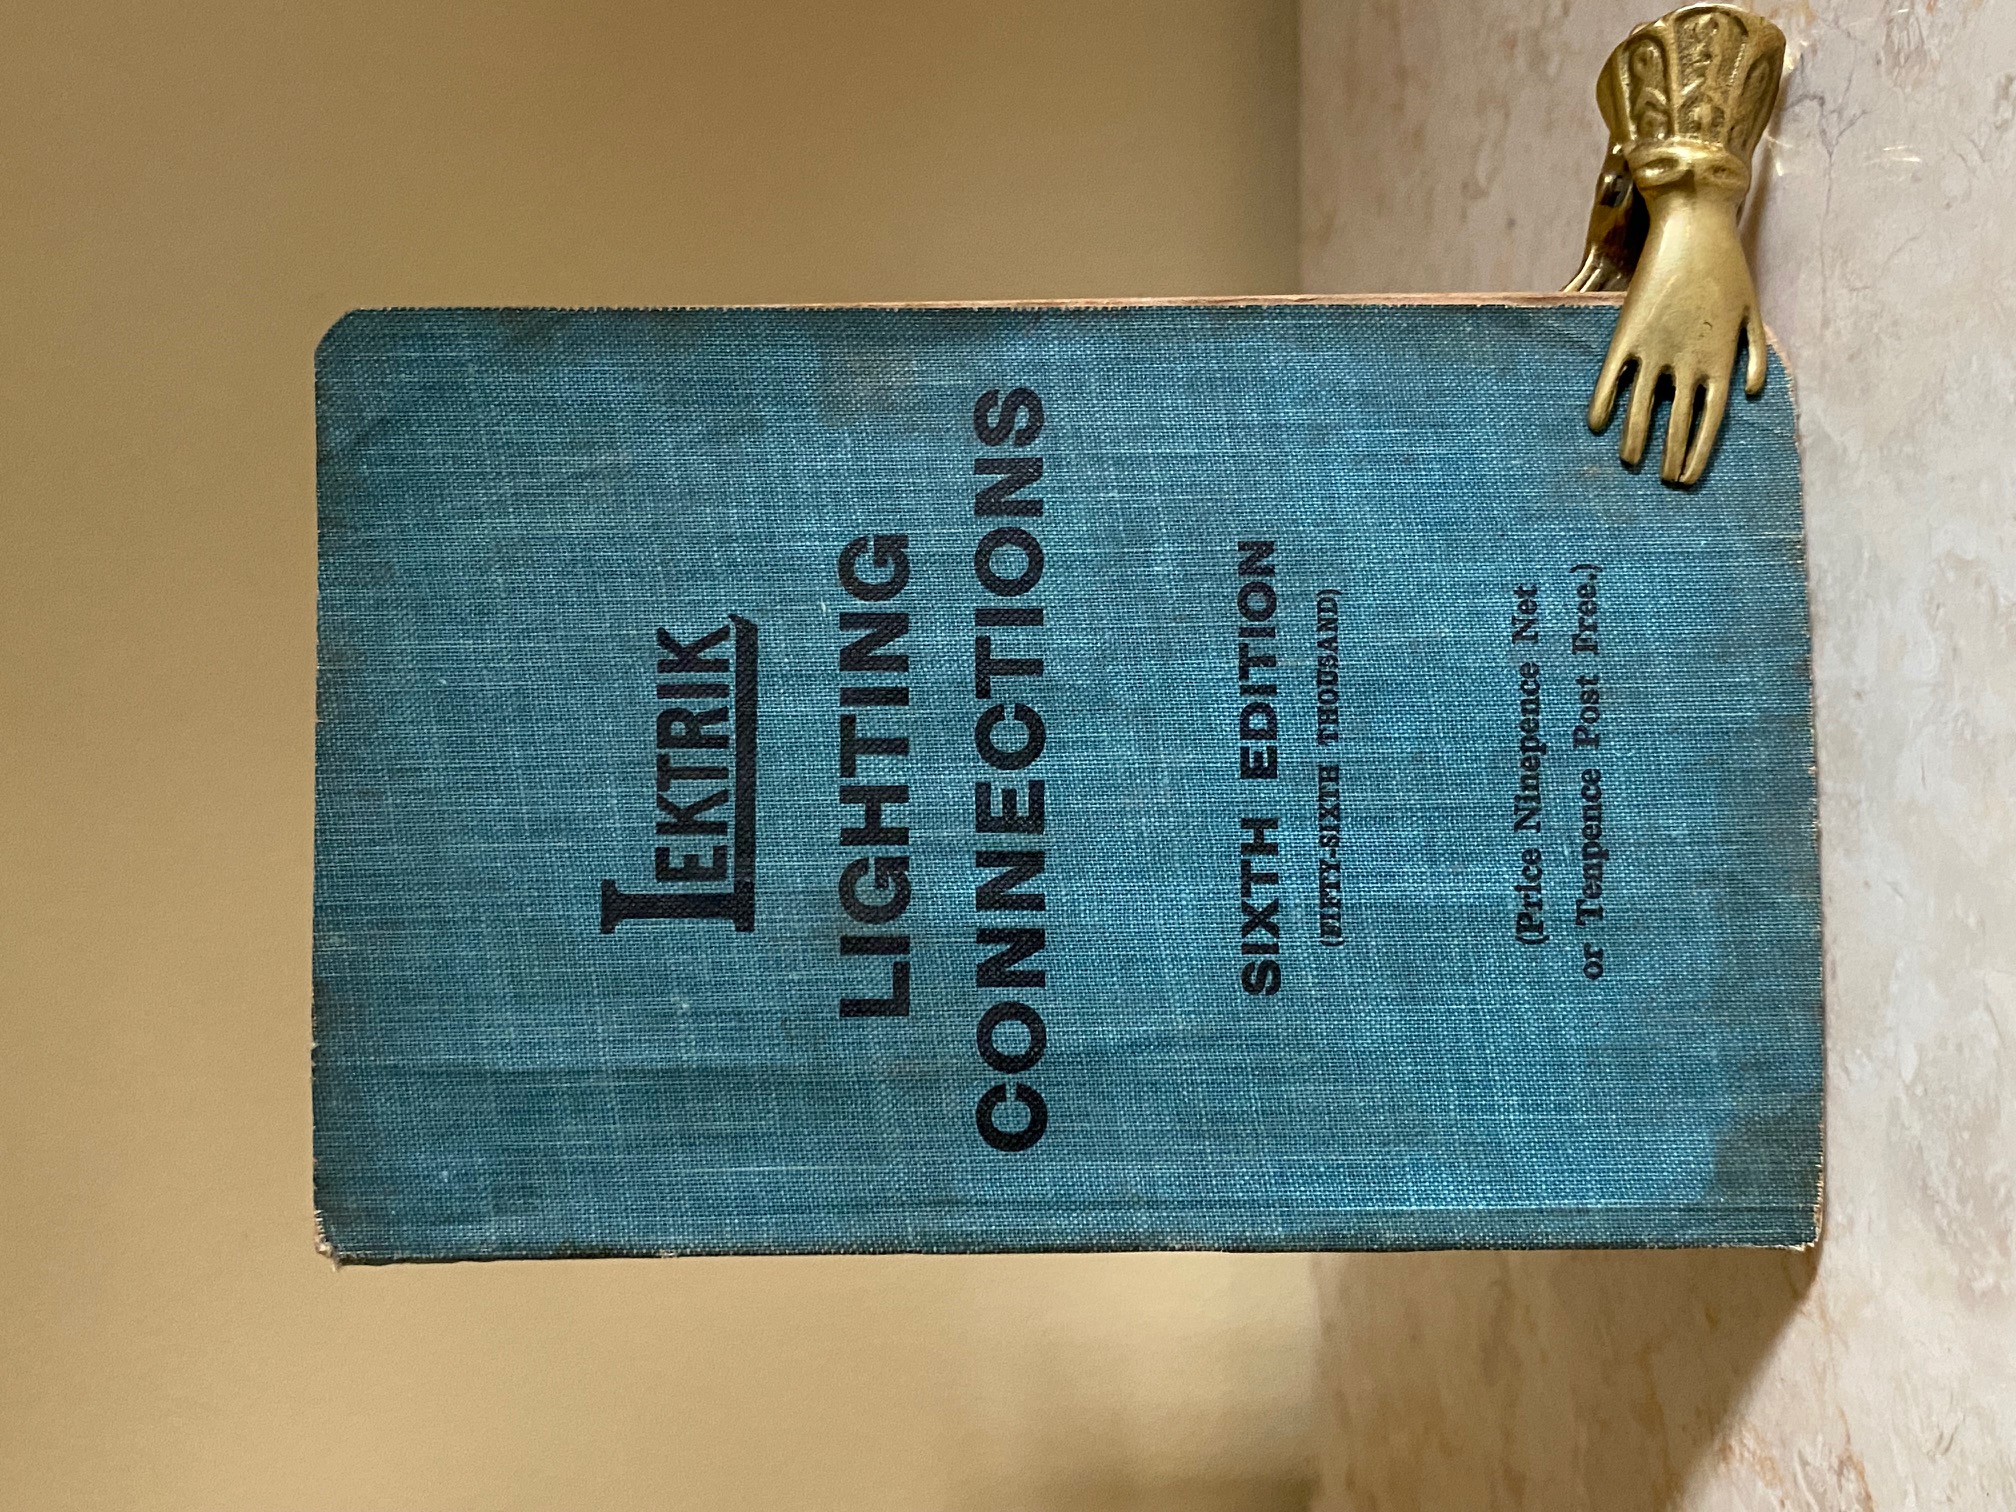 LEKTRIK
LIGHTING
CONNECTIONS
SIXTH EDITION
(FIFTY-SIXTH THOUSAND)
(Price Ninepence Net
or Tenpence Post Free.)